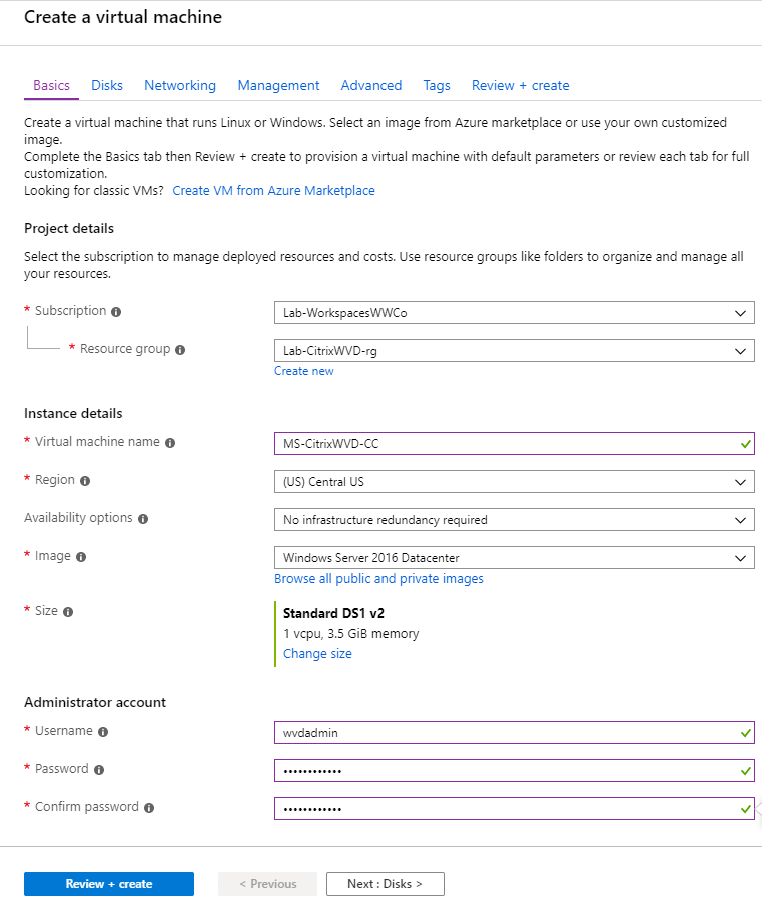 Create a virtual machine
Basics Disks Networking Management Advanced Tags Review + create
Create a virtual machine that runs Linux or Windows. Select an image from Azure marketplace or use your own customized
image.
Complete the Basics tab then Review + create to provision a virtual machine with default parameters or review each tab for full
customization.
Looking for classic VMs? Create VM from Azure Marketplace
Project details
Select the subscription to manage deployed resources and costs. Use resource groups like folders to organize and manage all
your resources.
* Subscription Lab-WorkspacesWWCo
* Resource group Lab-CitrixWVD-rg
Create new
Instance details
* Virtual machine name MS-CitrixWVD-CC
* Region (US) Central US
Availability options No infrastructure redundancy required
* Image Windows Server 2016 Datacenter
Browse all public and private images
* Size Standard DS1 v2
1 vcpu, 3.5 GiB memory
Change size
Administrator account
* Username wvdadmin
* Password ••••••••••••
* Confirm password ••••••••••••
Review + create < Previous Next : Disks >